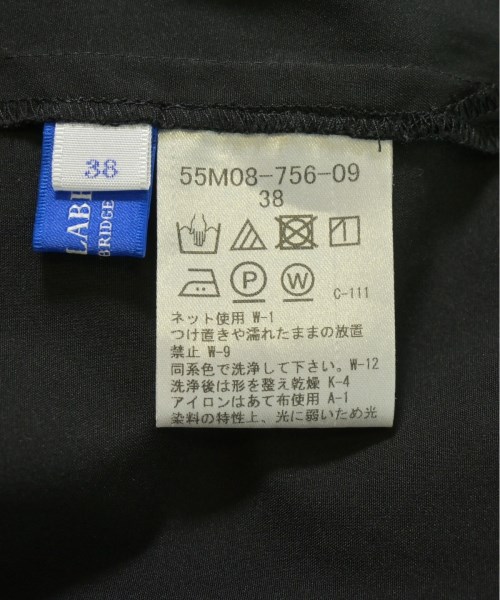 38
LABE
BRIDGE
55M08-756-09
38
P W C-111
ネット使用 W-1
つけ置きや濡れたままの放置
禁止 W-9
同系色で洗浄して下さい。W-12
洗浄後は形を整え乾燥 K-4
アイロンはあて布使用 A-1
染料の特性上、光に弱いため光